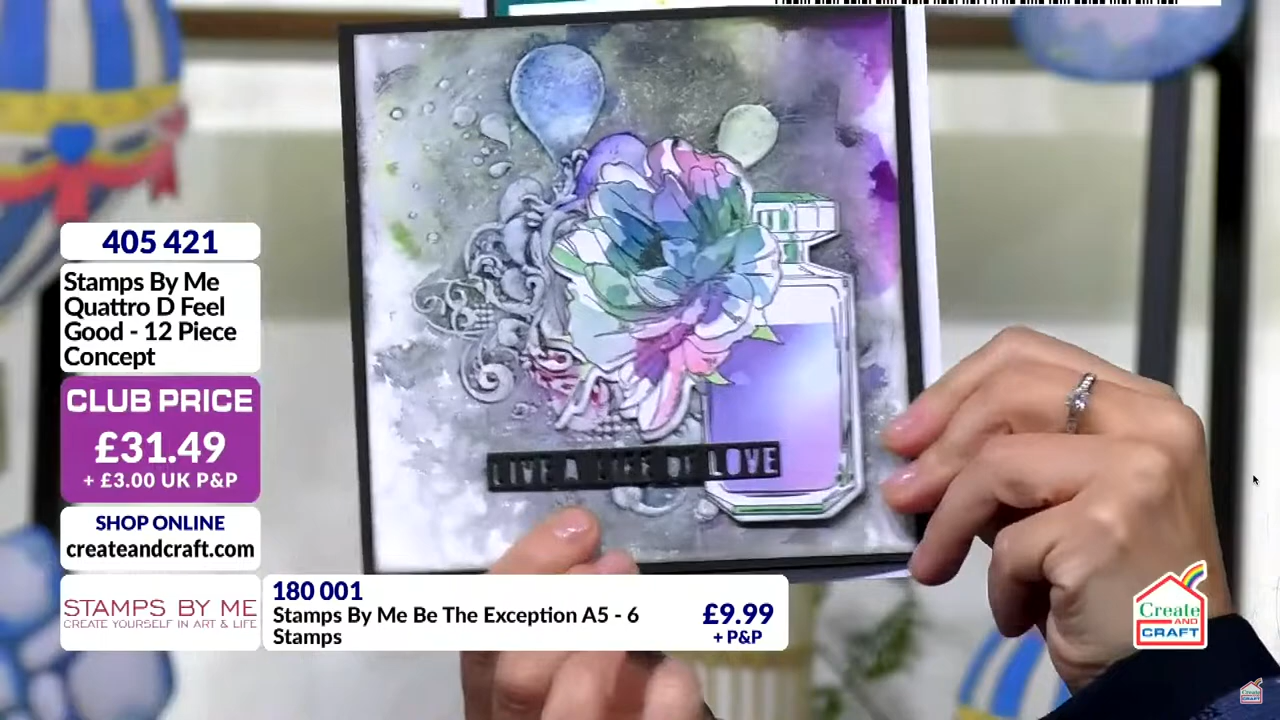 405 421
Stamps By Me
Quattro D Feel
Good - 12 Piece
Concept
CLUB PRICE
£31.49
+ £3.00 UK P&P
SHOP ONLINE
createandcraft.com
STAMPS BY ME
CREATE YOURSELF IN ART & LIFE
180 001
Stamps By Me Be The Exception A5 - 6
Stamps
£9.99
+ P&P
LIVE A LIFE OF LOVE
Create
AND
CRAFT